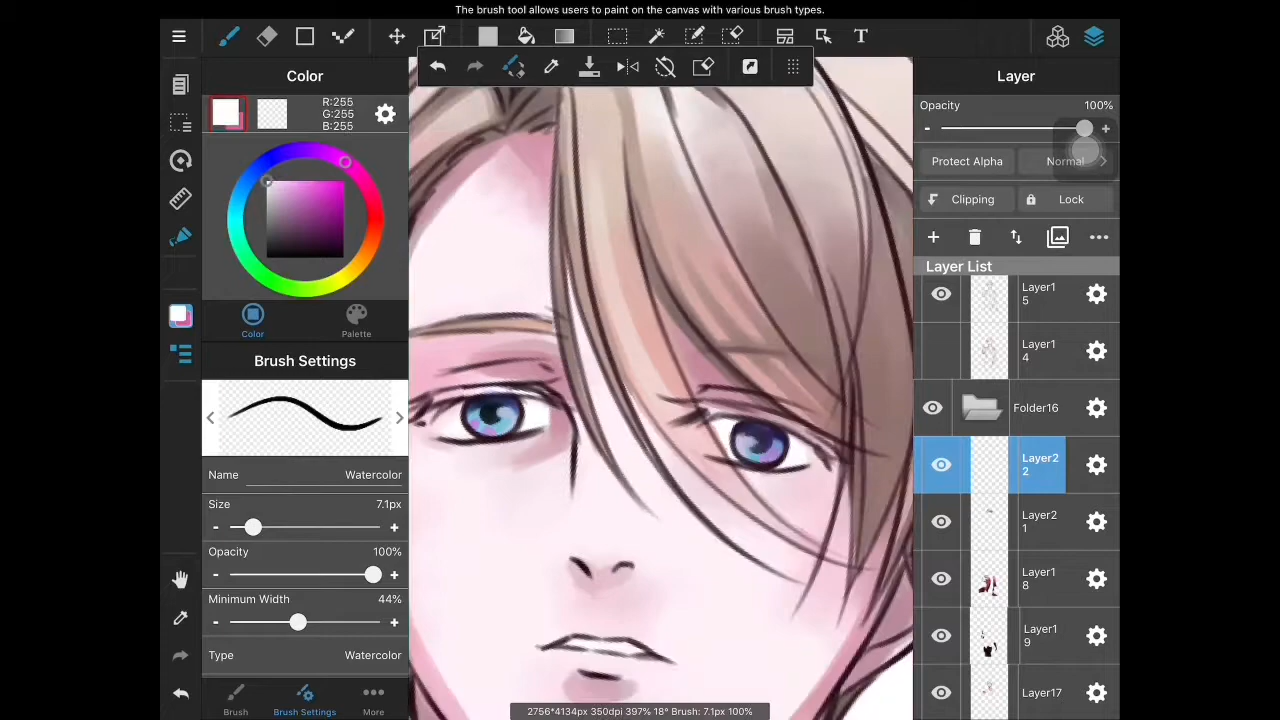 The brush tool allows users to paint on the canvas with various brush types.
T
Color
R:255
G:255
B:255
Color
Palette
Brush Settings
Name Watercolor
Size 7.1px
- +
Opacity 100%
- +
Minimum Width 44%
- +
Type Watercolor
Brush
Brush Settings
More
2756*4134px 350dpi 397% 18° Brush: 7.1px 100%
Layer
Opacity 100%
- +
Protect Alpha
Normal
Clipping
Lock
Layer List
Layer1
5
Layer1
4
Folder16
Layer2
2
Layer2
1
Layer1
8
Layer1
9
Layer17